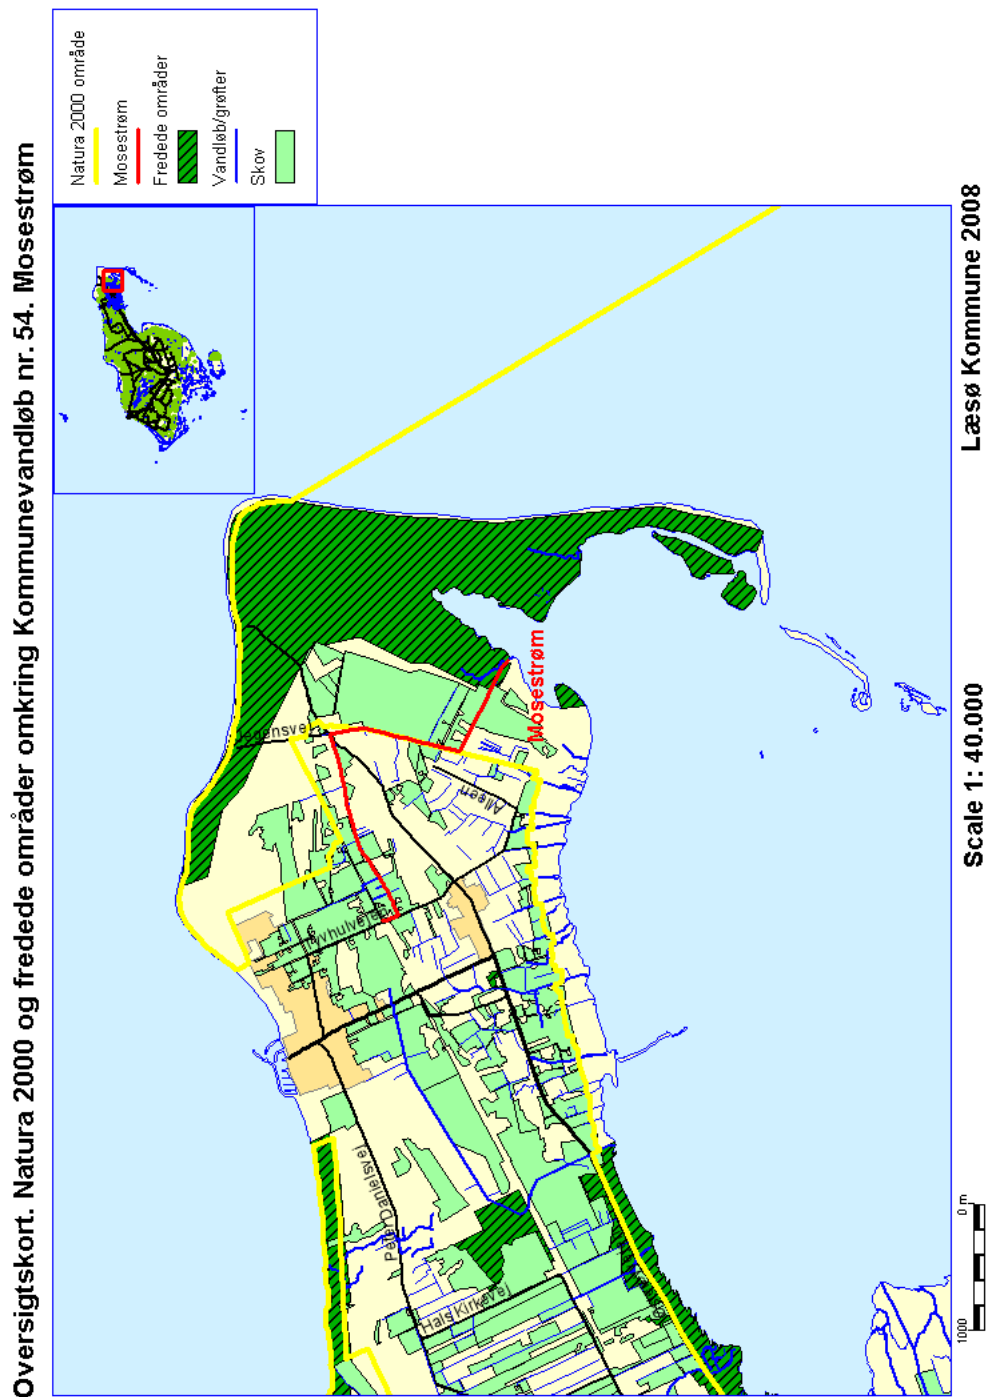 Oversigtskort. Natura 2000 og fredede områder omkring Kommunevandløb nr. 54. Mosestrøm
Natura 2000 område
Mosestrøm
Fredede områder
Vandløb/grøfter
Skov
Peter Danielsvej
Hals Kirkevej
Alleen
Mosestrøm
1000
0 m
Scale 1: 40.000
Læsø Kommune 2008